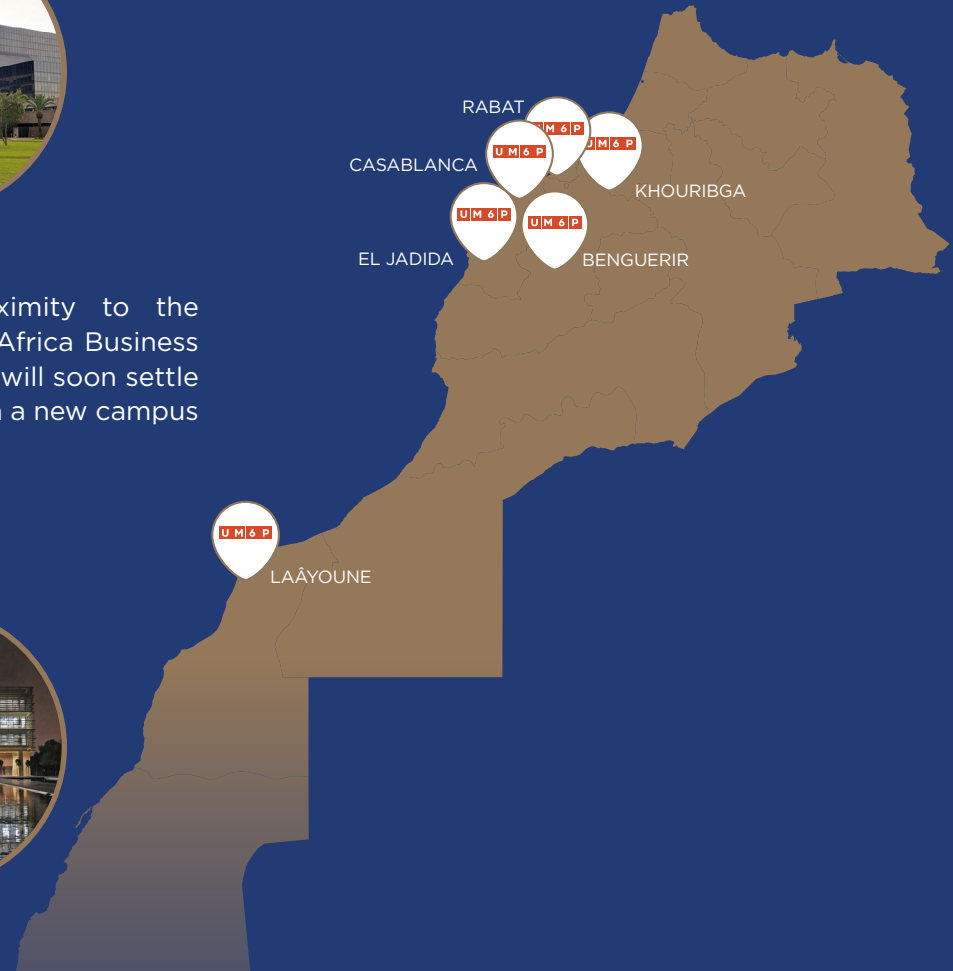 RABAT
UM6P
UM6P
CASABLANCA
UM6P
KHOURIBGA
UM6P
UM6P
EL JADIDA
BENGUERIR
to the
Africa Business
will soon settle
a new campus
UM6P
LAÂYOUNE